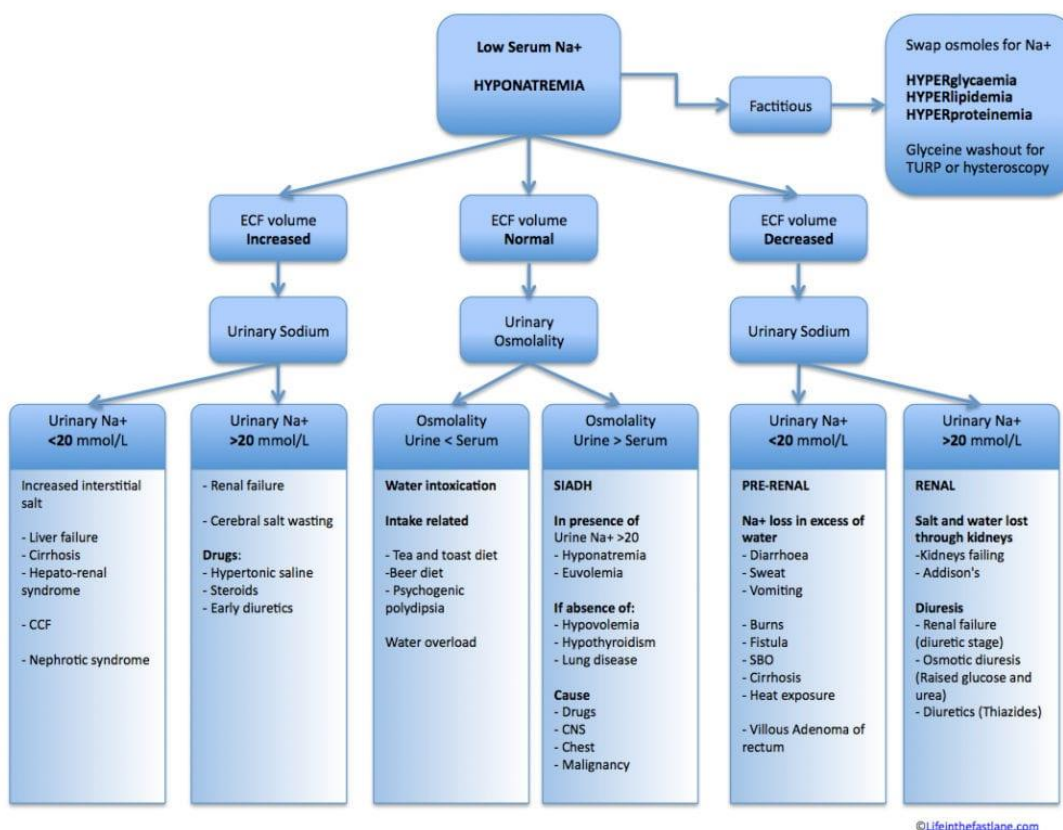 Low Serum Na+
HYPONATREMIA
Factitious
Swap osmoles for Na+
HYPERglycaemia
HYPERlipidemia
HYPERproteinemia
Glyceine washout for
TURP or hysteroscopy
ECF volume
Increased
ECF volume
Normal
ECF volume
Decreased
Urinary Sodium
Urinary
Osmolality
Urinary Sodium
Urinary Na+
<20 mmol/L
Increased interstitial
salt
- Liver failure
- Cirrhosis
- Hepato-renal
syndrome
- CCF
- Nephrotic syndrome
Urinary Na+
>20 mmol/L
- Renal failure
- Cerebral salt wasting
Drugs:
- Hypertonic saline
- Steroids
- Early diuretics
Osmolality
Urine < Serum
Water intoxication
Intake related
- Tea and toast diet
-Beer diet
- Psychogenic
polydipsia
Water overload
Osmolality
Urine > Serum
SIADH
In presence of
Urine Na+ >20
- Hyponatremia
- Euvolemia
If absence of:
- Hypovolemia
- Hypothyroidism
- Lung disease
Cause
- Drugs
- CNS
- Chest
- Malignancy
Urinary Na+
<20 mmol/L
PRE-RENAL
Na+ loss in excess of
water
- Diarrhoea
- Sweat
- Vomiting
- Burns
- Fistula
- SBO
- Cirrhosis
- Heat exposure
- Villous Adenoma of
rectum
Urinary Na+
>20 mmol/L
RENAL
Salt and water lost
through kidneys
-Kidneys failing
- Addison's
Diuresis
- Renal failure
(diuretic stage)
- Osmotic diuresis
(Raised glucose and
urea)
- Diuretics (Thiazides)
©Lifeinthefastlane.com